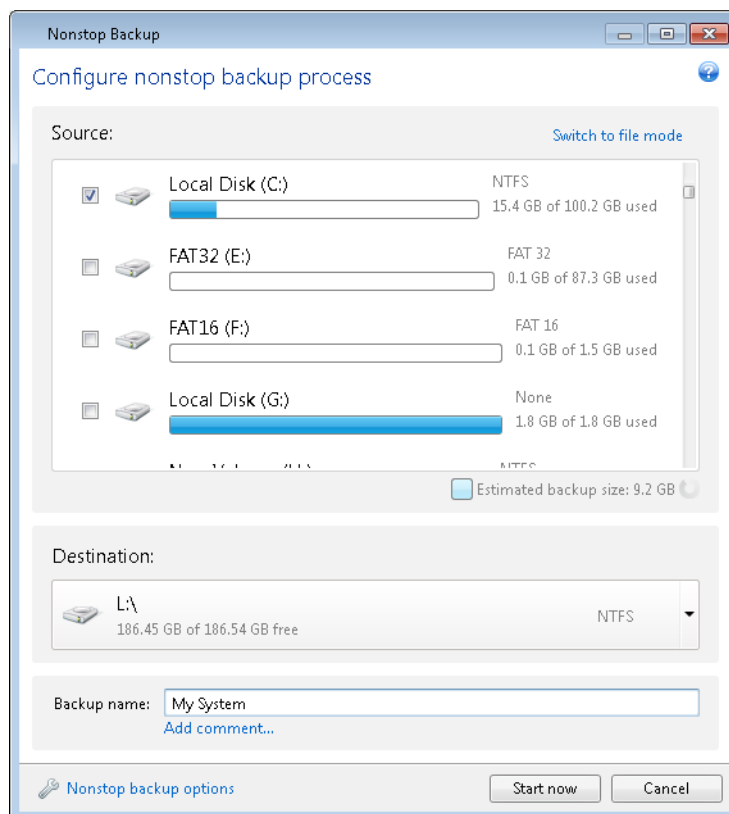 Nonstop Backup
Configure nonstop backup process
Source:
Switch to file mode
Local Disk (C:)
NTFS
15.4 GB of 100.2 GB used
FAT32 (E:)
FAT 32
0.1 GB of 87.3 GB used
FAT16 (F:)
FAT 16
0.1 GB of 1.5 GB used
Local Disk (G:)
None
1.8 GB of 1.8 GB used
NTFS
Estimated backup size: 9.2 GB
Destination:
L:\
186.45 GB of 186.54 GB free
NTFS
Backup name:
My System
Add comment...
Nonstop backup options
Start now
Cancel